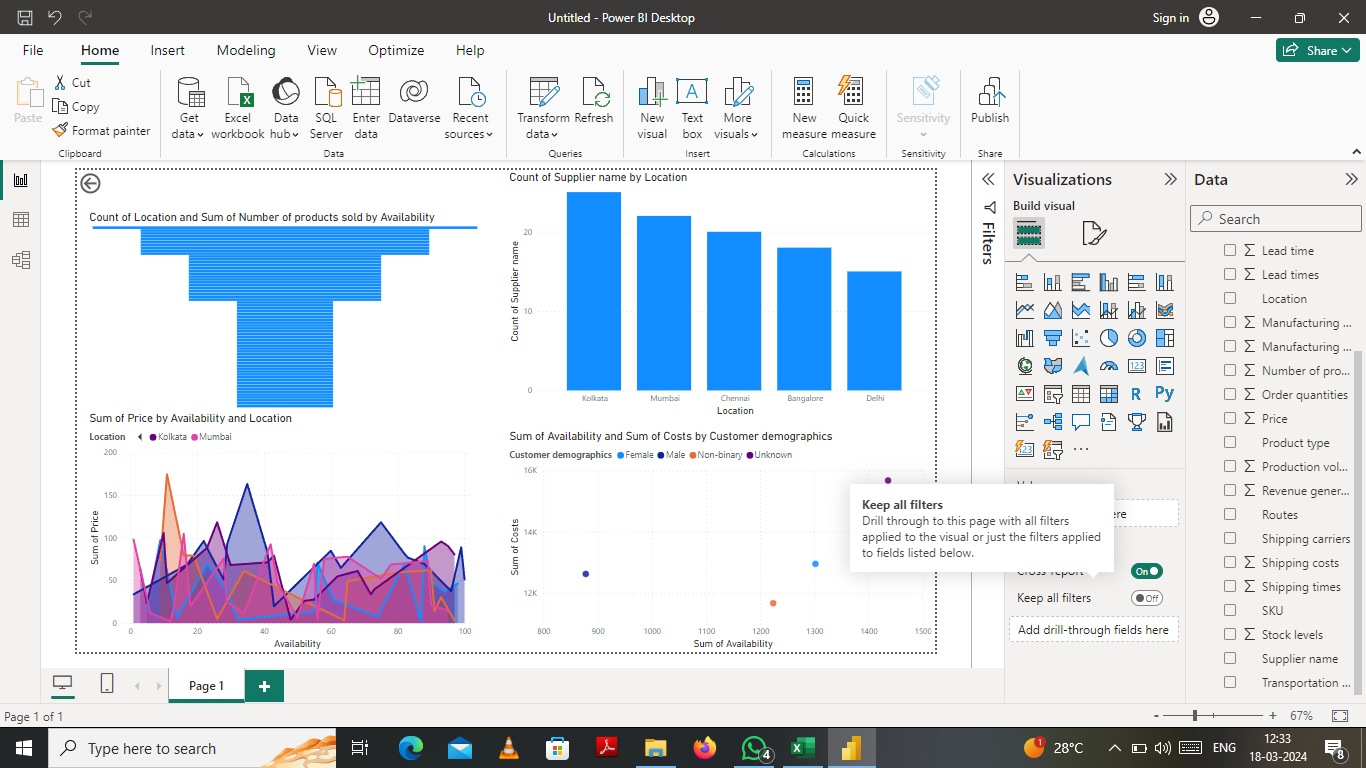 Untitled - Power BI Desktop
Sign in
File
Home
Insert
Modeling
View
Optimize
Help
Share
Paste
Cut
Copy
Format painter
Clipboard
Get data
Excel workbook
Data hub
SQL Server
Enter data
Dataverse
Recent sources
Data
Transform data
Refresh
Queries
New visual
Text box
More visuals
Insert
New measure
Quick measure
Calculations
Sensitivity
Sensitivity
Publish
Share
Count of Location and Sum of Number of products sold by Availability
Count of Supplier name by Location
Count of Supplier name
20
10
0
Kolkata
Mumbai
Chennai
Bangalore
Delhi
Location
Sum of Price by Availability and Location
Location Kolkata Mumbai
Sum of Price
200
150
100
50
0
0
20
40
60
80
100
Availability
Sum of Availability and Sum of Costs by Customer demographics
Customer demographics Female Male Non-binary Unknown
Sum of Costs
16K
14K
12K
800
900
1000
1100
1200
1300
1400
1500
Sum of Availability
Filters
Visualizations
Build visual
123
R
Py
123
Keep all filters
Drill through to this page with all filters
applied to the visual or just the filters applied
to fields listed below.
On
Keep all filters
Off
Add drill-through fields here
Data
Search
Lead time
Lead times
Location
Manufacturing ...
Manufacturing ...
Number of pro...
Order quantities
Price
Product type
Production vol...
Revenue gener...
Routes
Shipping carriers
Shipping costs
Shipping times
SKU
Stock levels
Supplier name
Transportation ...
Page 1
Page 1 of 1
- + 67%
Type here to search
4
1
28°C
ENG
12:33
18-03-2024
8